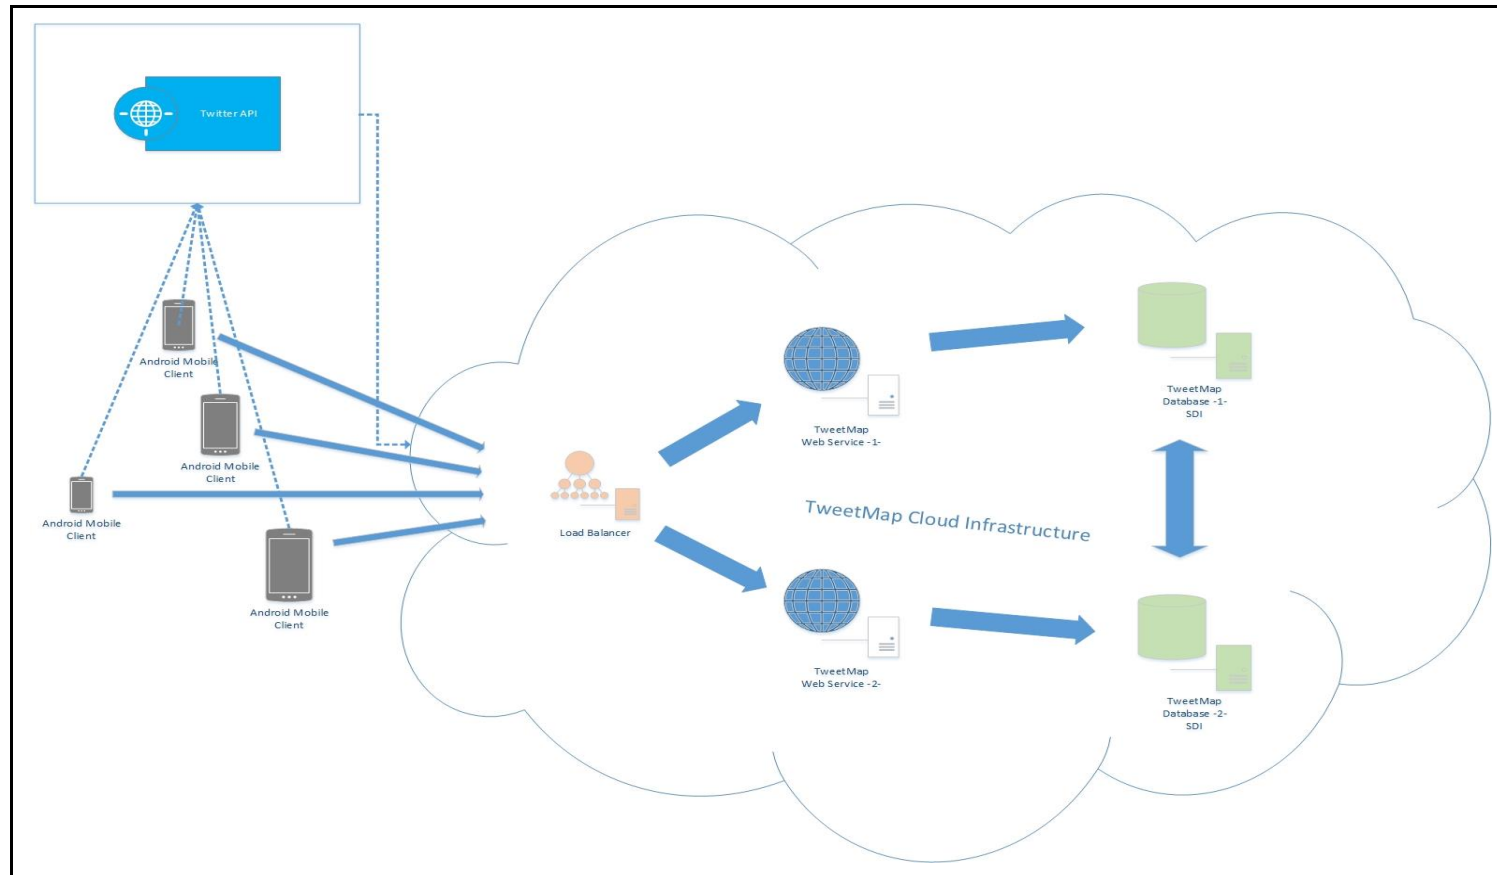 Twitter API
Android Mobile
Client
Android Mobile
Client
Android Mobile
Client
Android Mobile
Client
Load Balancer
TweetMap
Web Service -1-
TweetMap
Database -1-
SDI
TweetMap Cloud Infrastructure
TweetMap
Web Service -2-
TweetMap
Database -2-
SDI